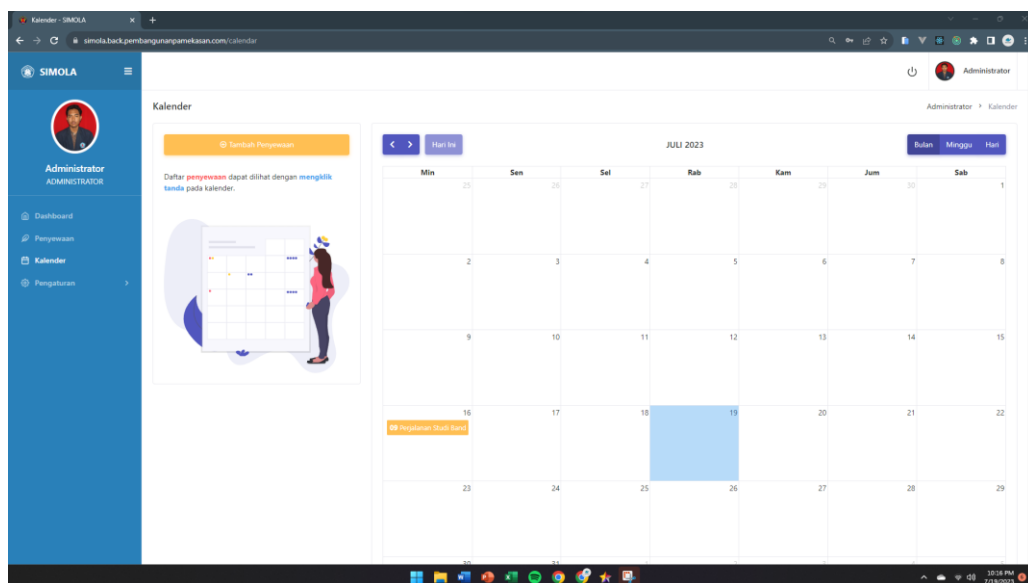 Kalender - SIMOLA
simola.back.pembangunanpamekasan.com/calendar
SIMOLA
Administrator
Kalender
Administrator Kalender
Administrator
ADMINISTRATOR
Dashboard
Penyewaan
Kalender
Pengaturan
Tambah Penyewaan
Daftar penyewaan dapat dilihat dengan mengklik
tanda pada kalender.
Hari Ini
JULI 2023
Bulan Minggu Hari
Min Sen Sel Rab Kam Jum Sab
25 26 27 28 29 30 1
2 3 4 5 6 7 8
9 10 11 12 13 14 15
16 17 18 19 20 21 22
Perjalanan Studi Band
23 24 25 26 27 28 29
30 31
10:16 PM
7/19/2023